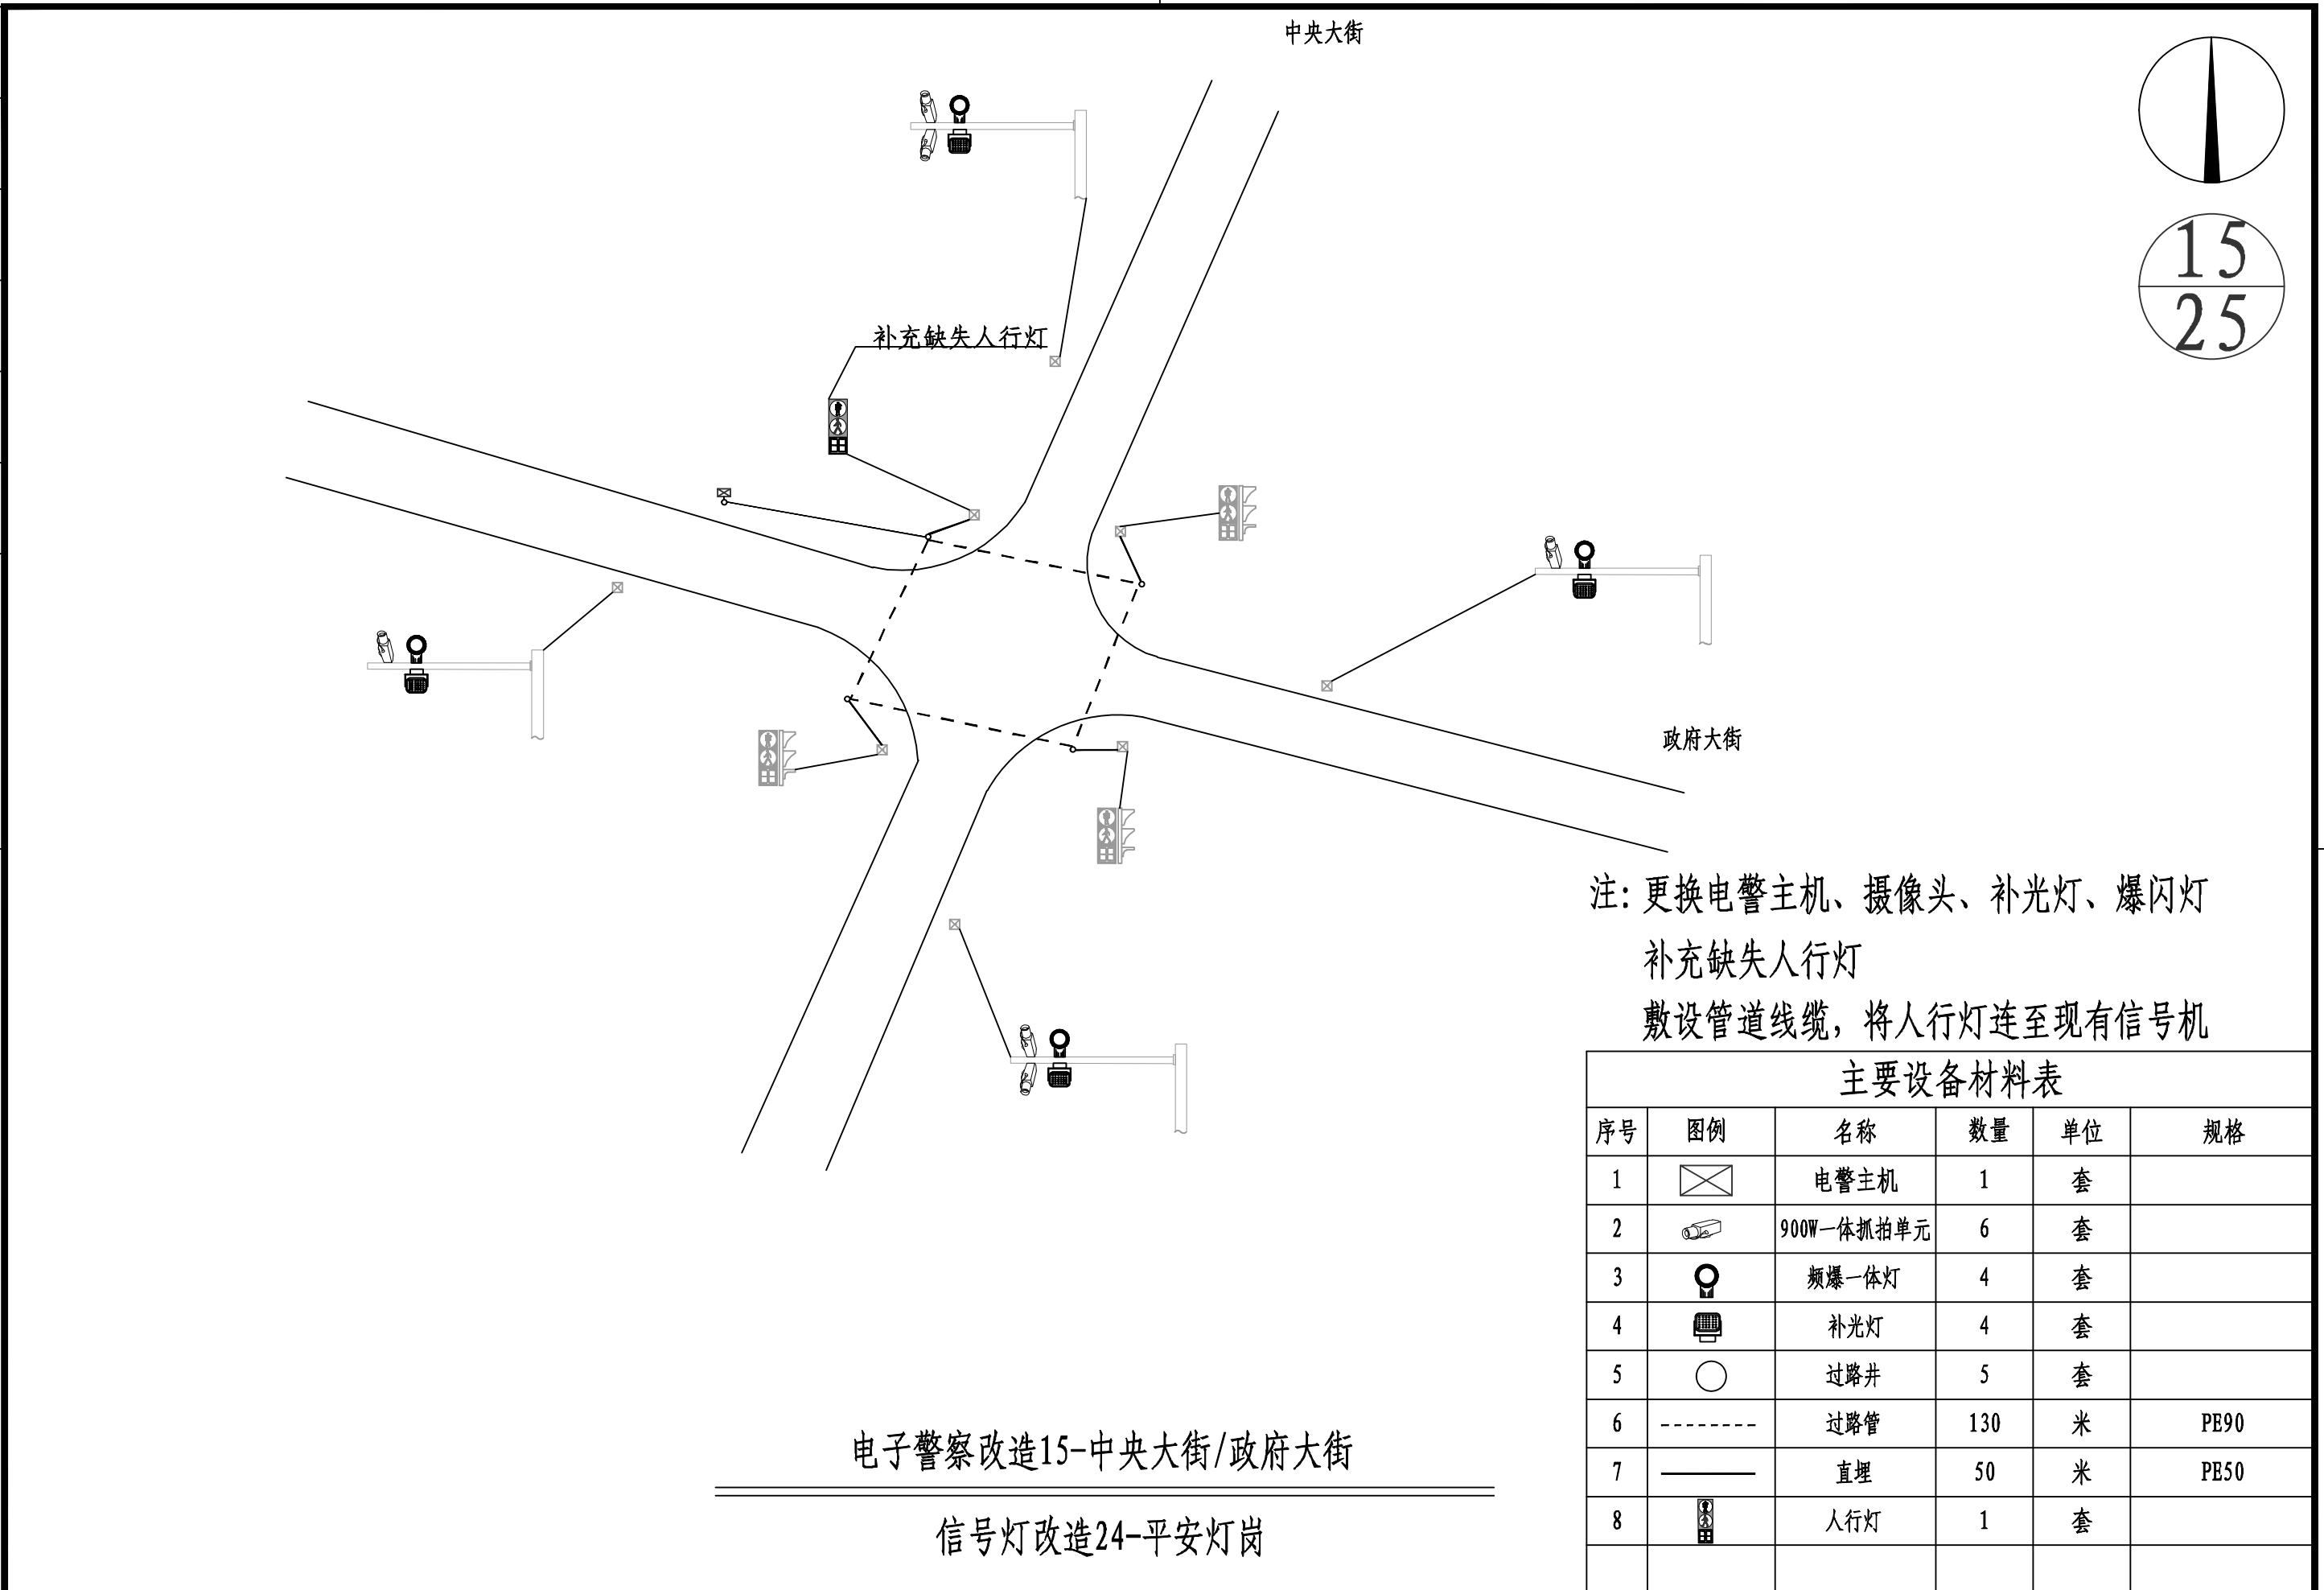 中央大街
15
25
补充缺失人行灯
政府大街
注：更换电警主机、摄像头、补光灯、爆闪灯
补充缺失人行灯
敷设管道线缆，将人行灯连至现有信号机
主要设备材料表
序号 图例 名称 数量 单位 规格
1 电警主机 1 套
2 900W一体抓拍单元 6 套
3 频爆一体灯 4 套
4 补光灯 4 套
5 过路井 5 套
6 过路管 130 米 PE90
7 直埋 50 米 PE50
8 人行灯 1 套
电子警察改造15-中央大街/政府大街
信号灯改造24-平安灯岗